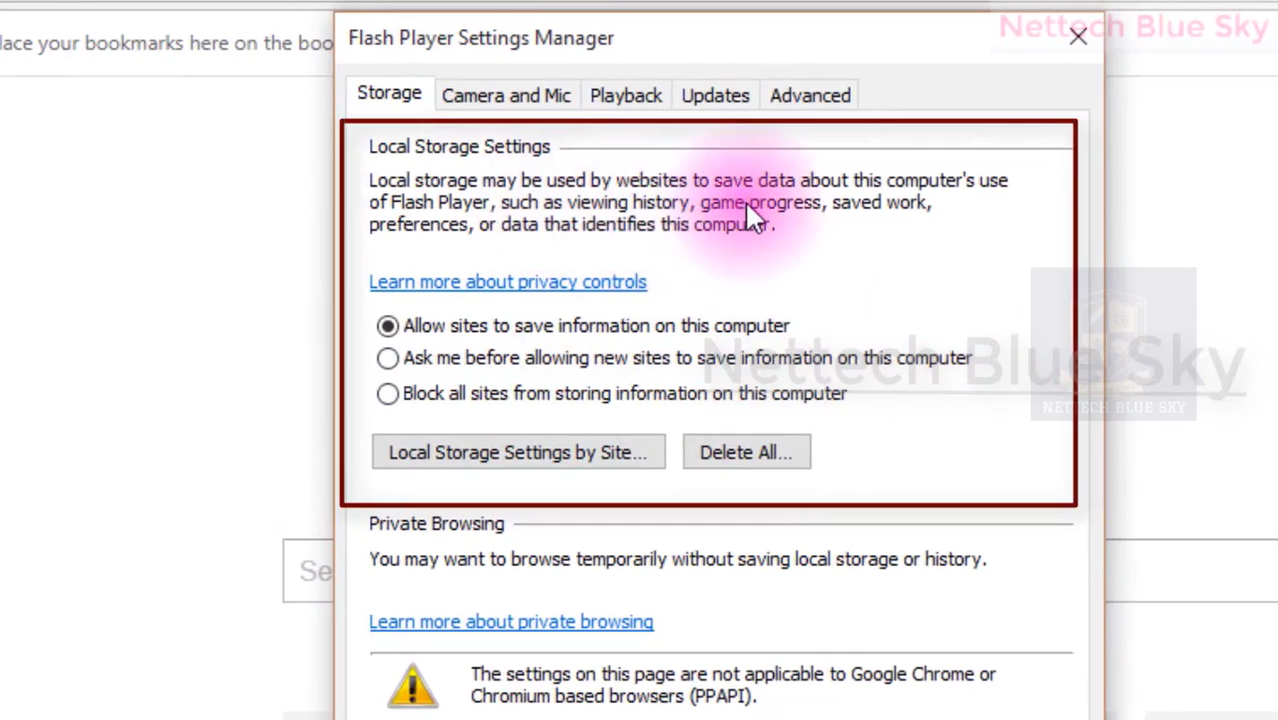 Nettech Blue Sky
lace your bookmarks here on the boo
Flash Player Settings Manager
Storage
Camera and Mic
Playback
Updates
Advanced
Local Storage Settings
Local storage may be used by websites to save data about this computer's use
of Flash Player, such as viewing history, game progress, saved work,
preferences, or data that identifies this computer.
Learn more about privacy controls
Allow sites to save information on this computer
Ask me before allowing new sites to save information on this computer
Block all sites from storing information on this computer
Nettech Blue Sky
NETTECH BLUE SKY
Local Storage Settings by Site...
Delete All...
Private Browsing
You may want to browse temporarily without saving local storage or history.
Se
Learn more about private browsing
The settings on this page are not applicable to Google Chrome or
Chromium based browsers (PPAPI).